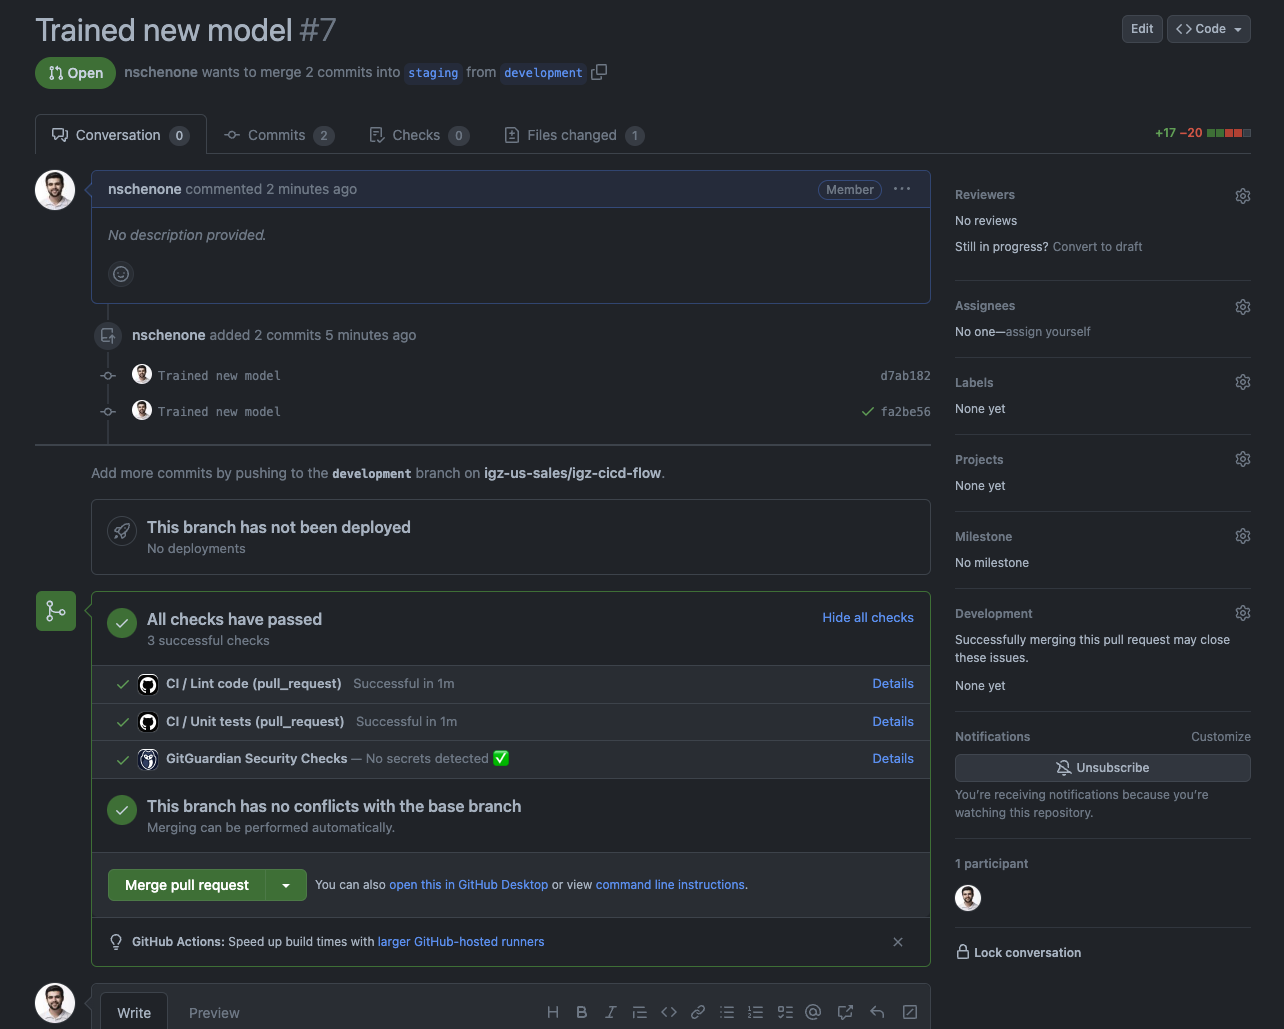 Trained new model #7
Edit
<> Code
Open
nschenone wants to merge 2 commits into staging from development
Conversation 0
Commits 2
Checks 0
Files changed 1
+17 −20
nschenone commented 2 minutes ago
Member
No description provided.
nschenone added 2 commits 5 minutes ago
Trained new model
d7ab182
Trained new model
fa2be56
Add more commits by pushing to the development branch on igz-us-sales/igz-cicd-flow.
This branch has not been deployed
No deployments
All checks have passed
3 successful checks
Hide all checks
CI / Lint code (pull_request) Successful in 1m
Details
CI / Unit tests (pull_request) Successful in 1m
Details
GitGuardian Security Checks — No secrets detected ✅
Details
This branch has no conflicts with the base branch
Merging can be performed automatically.
Merge pull request
You can also open this in GitHub Desktop or view command line instructions.
GitHub Actions: Speed up build times with larger GitHub-hosted runners
Write
Preview
Reviewers
No reviews
Still in progress? Convert to draft
Assignees
No one—assign yourself
Labels
None yet
Projects
None yet
Milestone
No milestone
Development
Successfully merging this pull request may close
these issues.
None yet
Notifications
Customize
Unsubscribe
You're receiving notifications because you're
watching this repository.
1 participant
Lock conversation